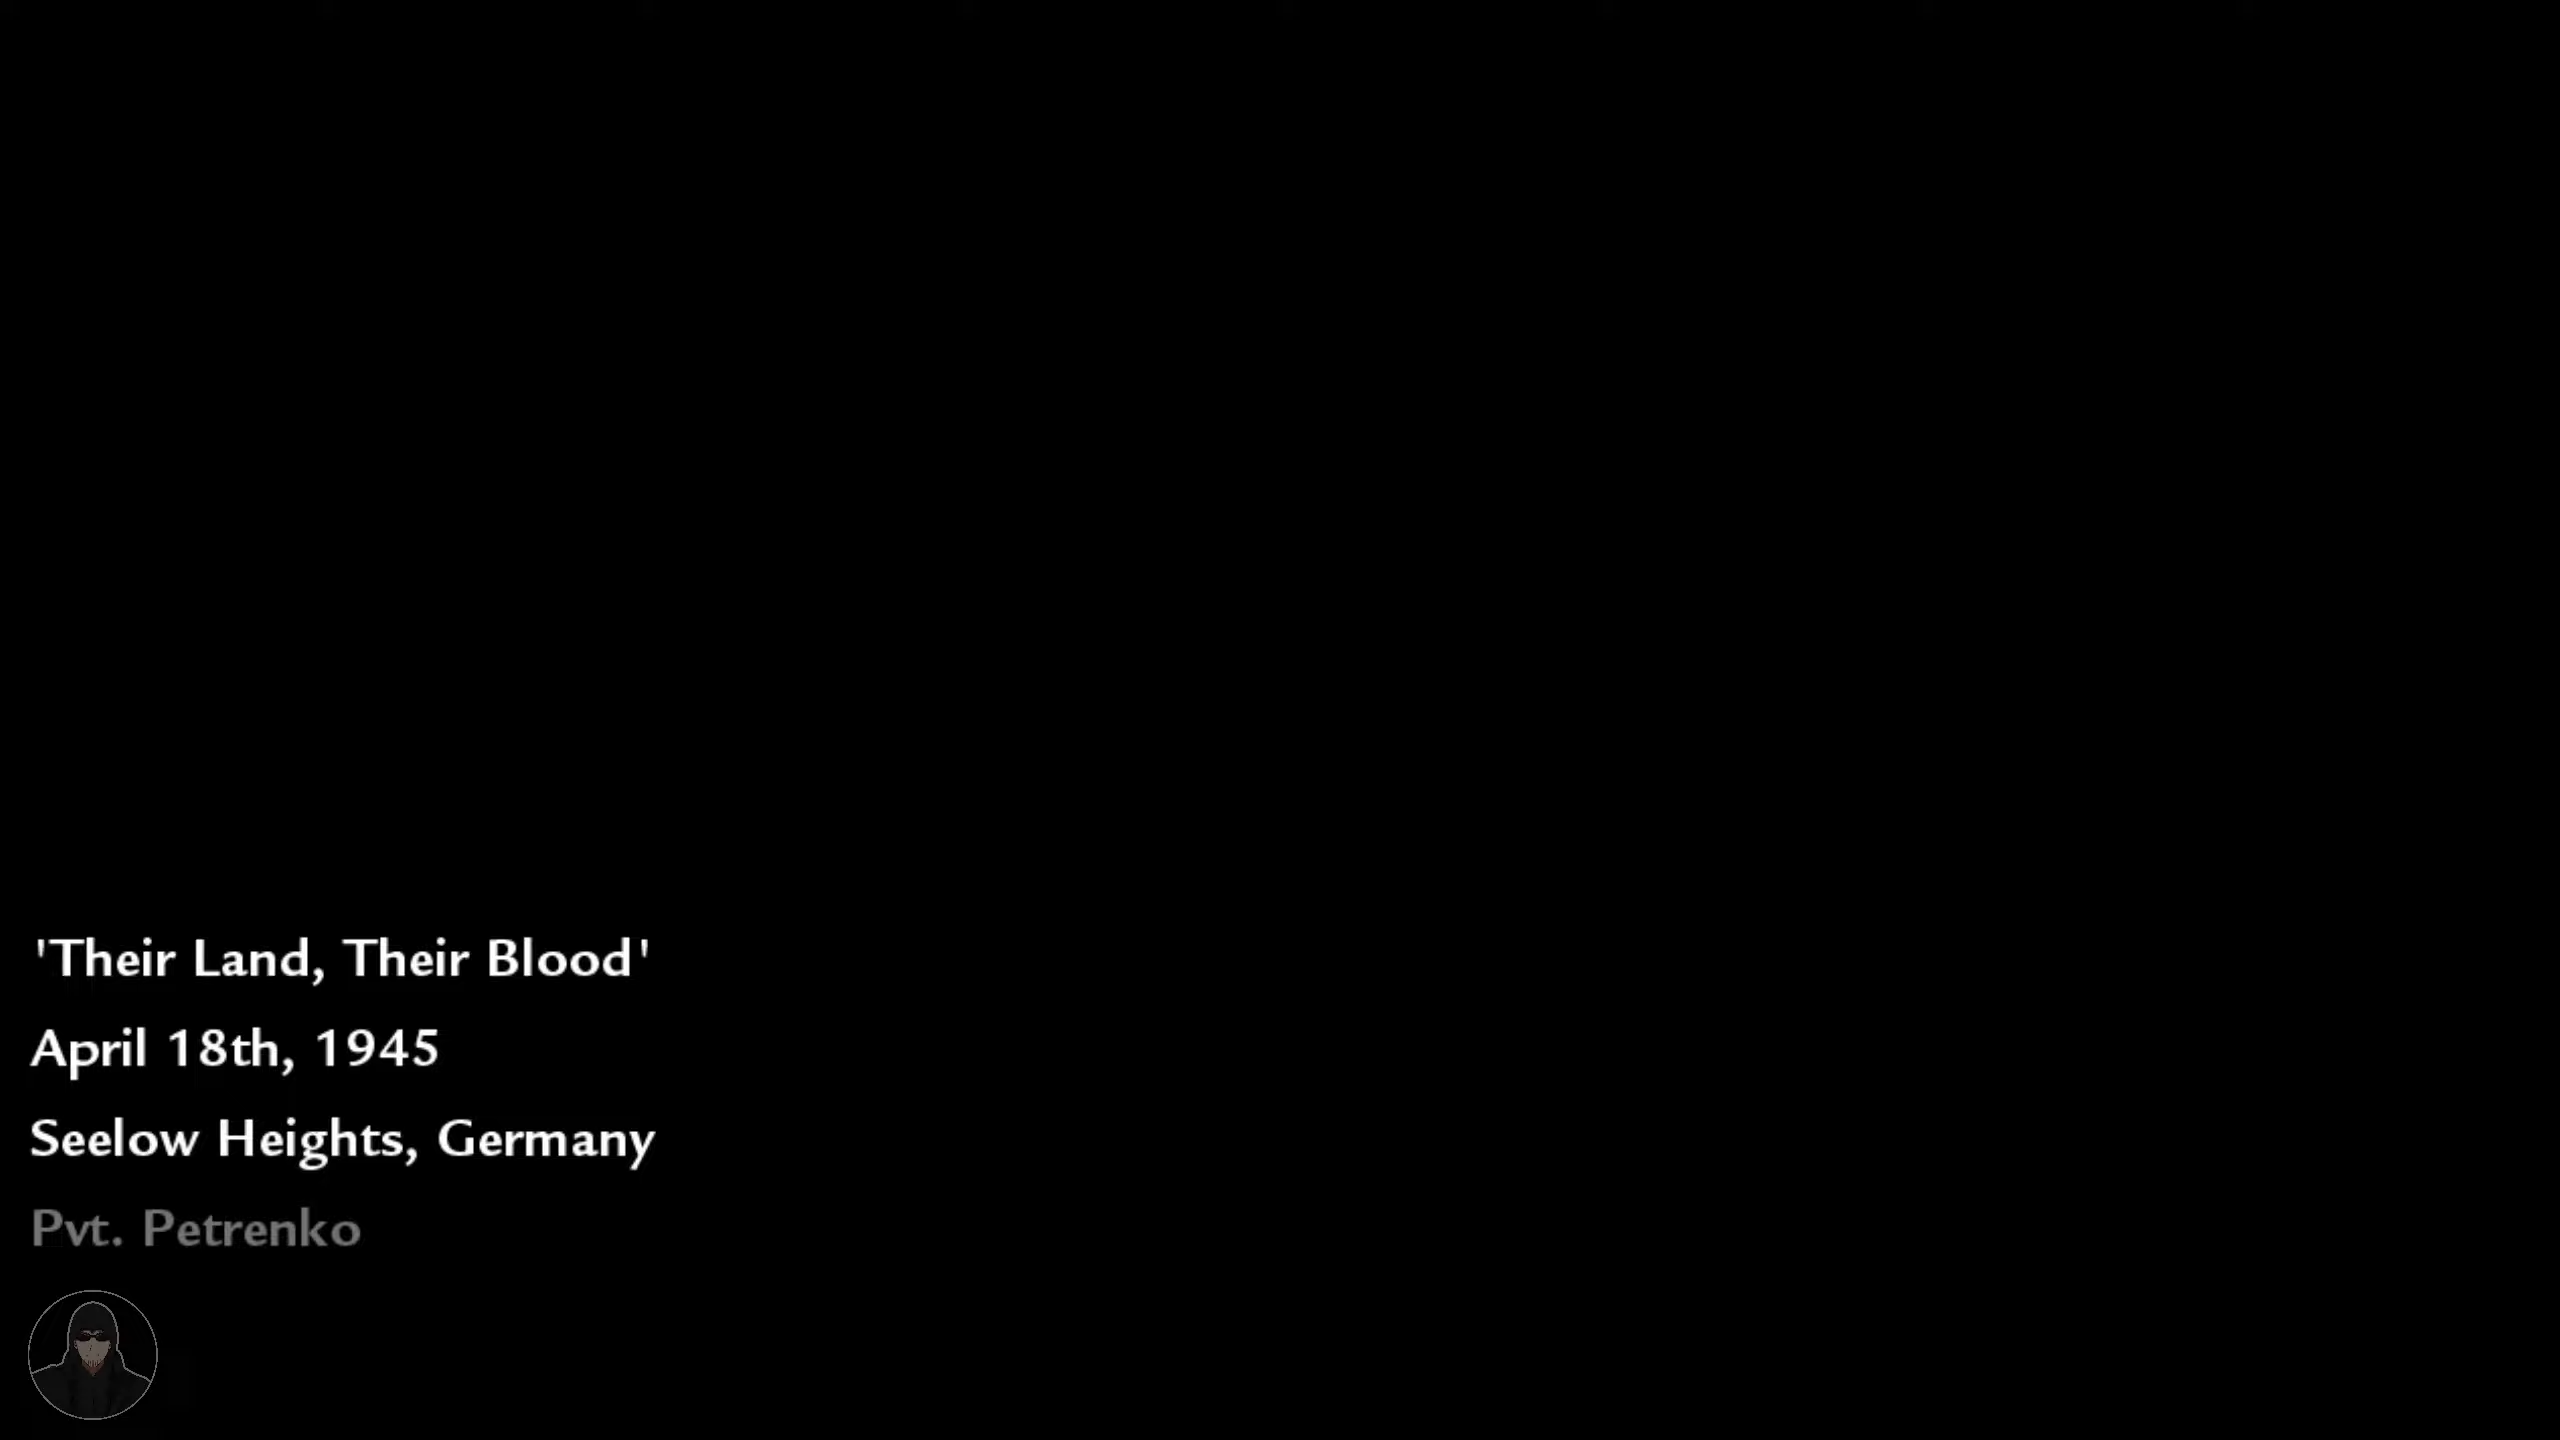 'Their Land, Their Blood'
April 18th, 1945
Seelow Heights, Germany
Pvt. Petrenko